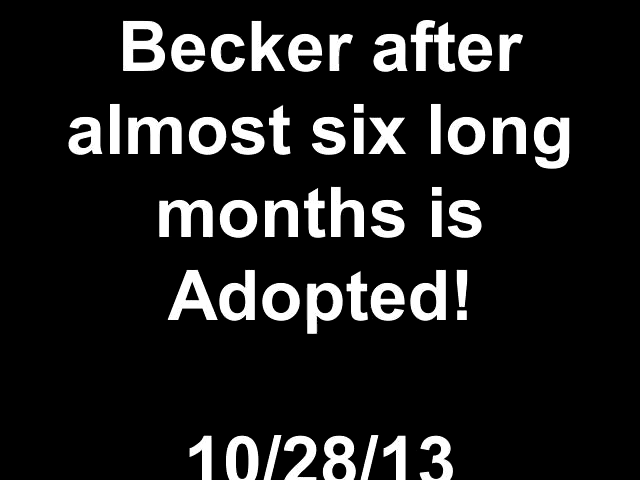 Becker after
almost six long
months is
Adopted!
10/28/13